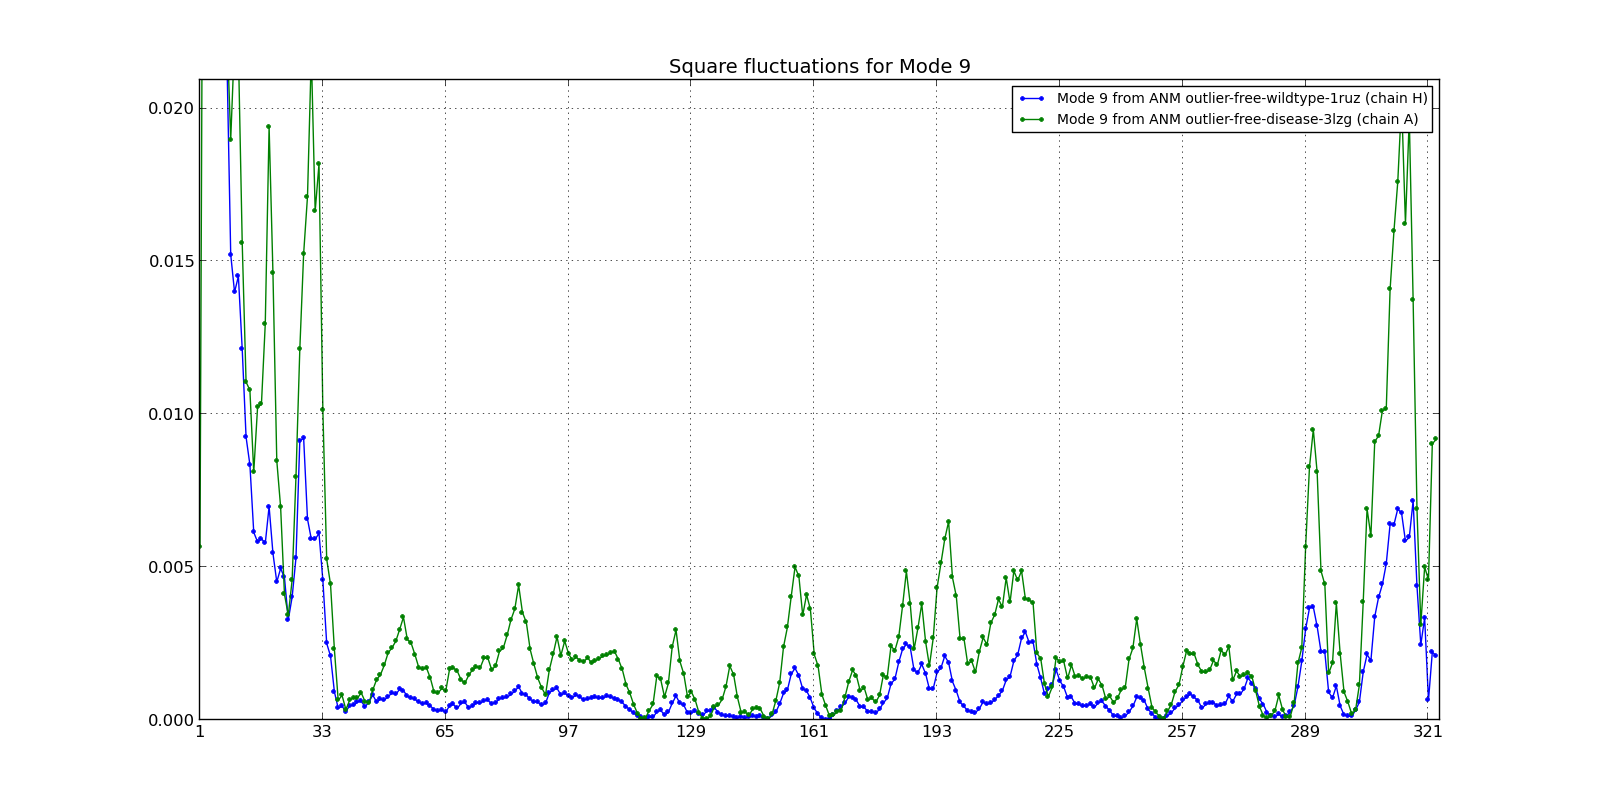 Square fluctuations for Mode 9
Mode 9 from ANM outlier-free-wildtype-1ruz (chain H)
Mode 9 from ANM outlier-free-disease-3lzg (chain A)
0.020
0.015
0.010
0.005
0.000
1 33 65 97 129 161 193 225 257 289 321